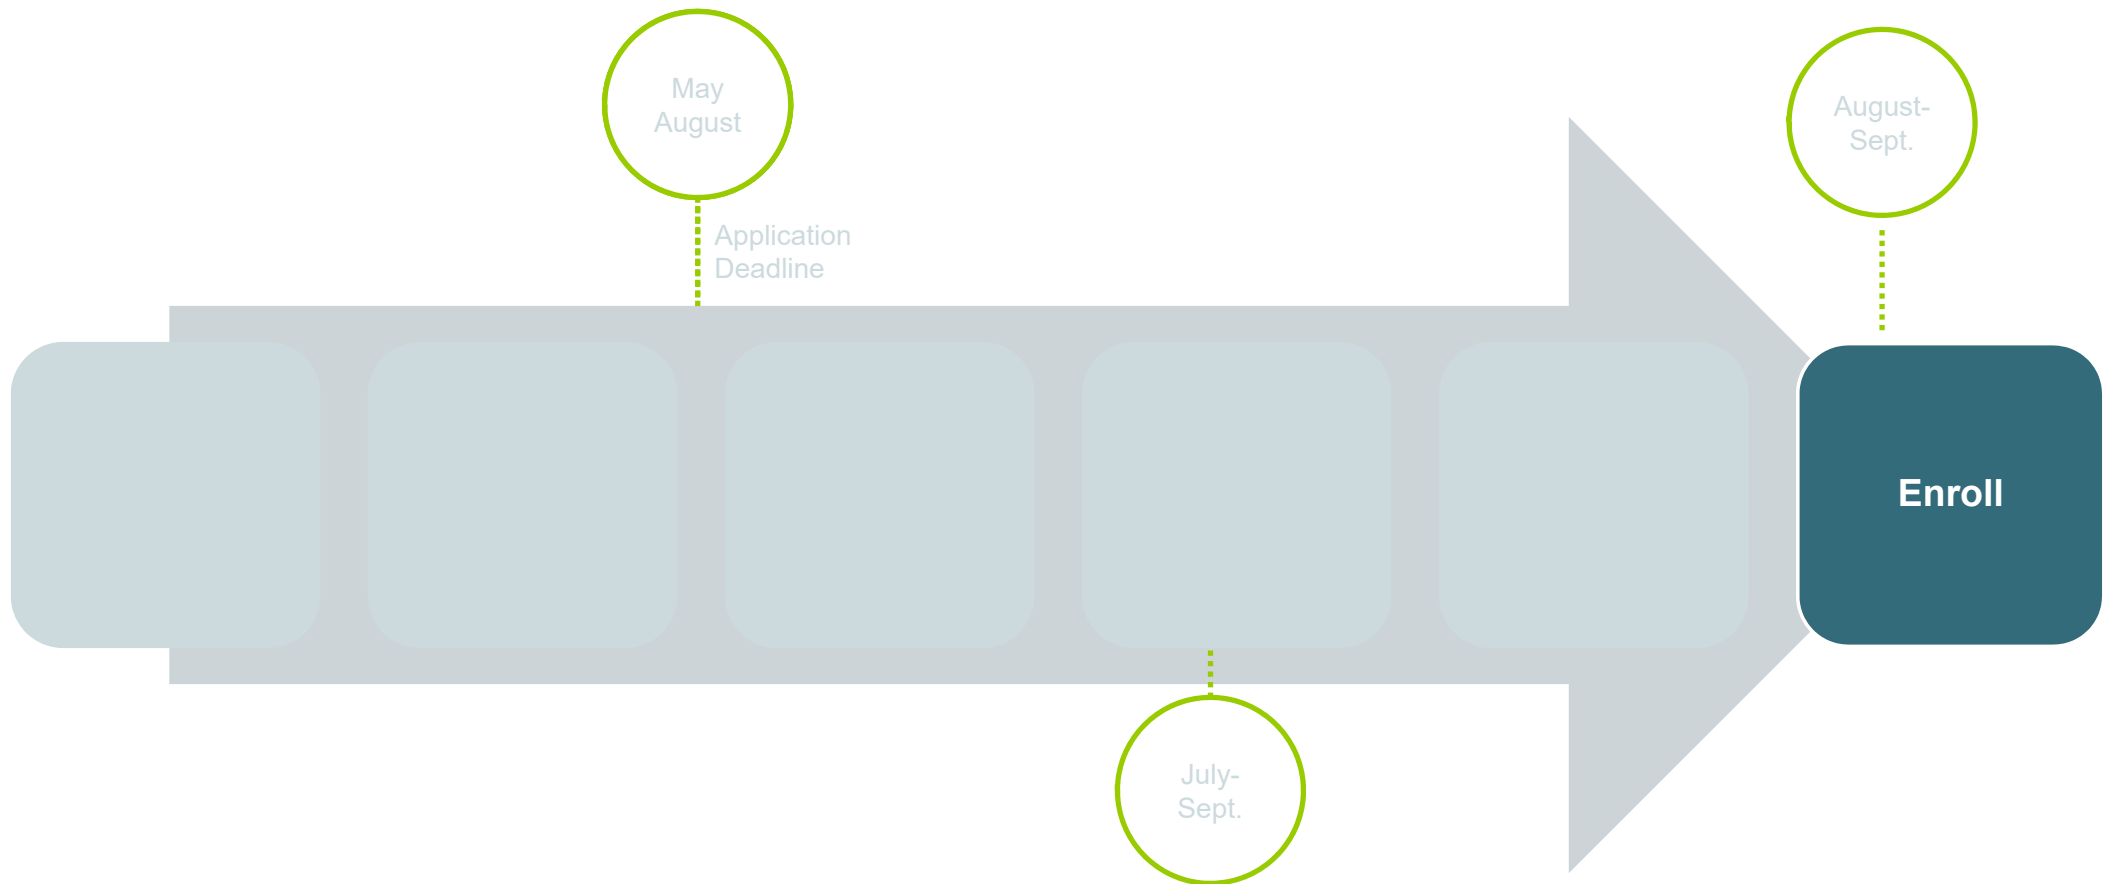 May
August
August-
Sept.
Application
Deadline
Enroll
July-
Sept.